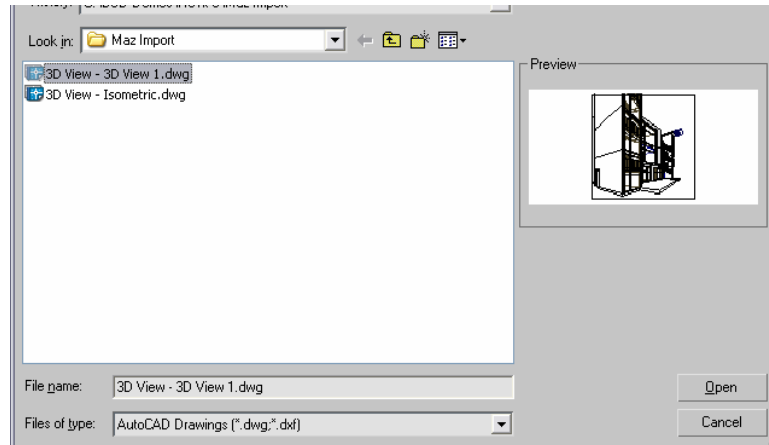 Look in: Maz Import
3D View - 3D View 1.dwg
3D View - Isometric.dwg
Preview
File name: 3D View - 3D View 1.dwg
Open
Files of type: AutoCAD Drawings (*.dwg;*.dxf)
Cancel